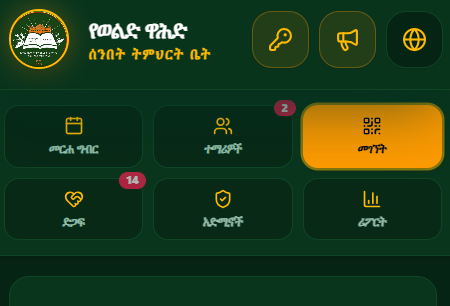 የወልድ ዋሕድ
ሰንበት ትምህርት ቤት
2
መርሐ ግብር
ተማሪዎች
መገኘት
14
ድጋፍ
አድሚኖች
ሪፖርት